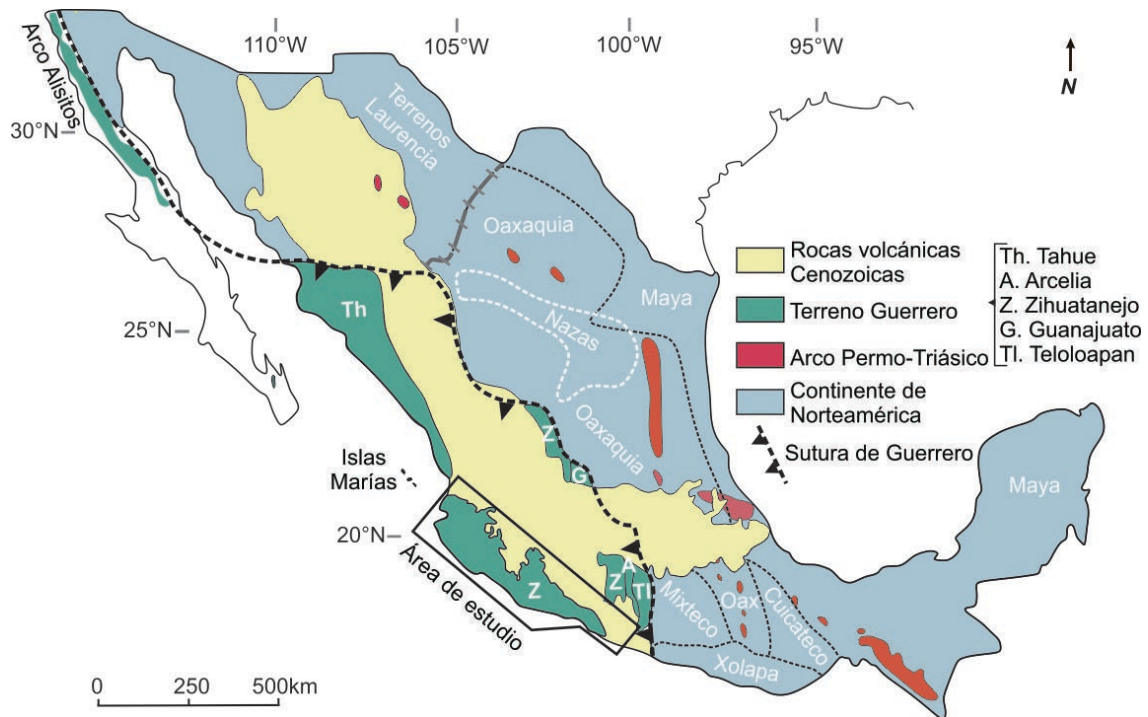 110°W
105°W
100°W
95°W
N
Arco Alisitos
30°N
Terrenos
Laurencia
Oaxaquia
Maya
Rocas volcánicas
Cenozoicas
Terreno Guerrero
Arco Permo-Triásico
Continente de
Norteamérica
Sutura de Guerrero
Th. Tahue
A. Arcelia
Z. Zihuatanejo
G. Guanajuato
Tl. Teloloapan
25°N
Th
Nazas
Z
G
Oaxaquia
Islas
Marías
Maya
20°N
Área de estudio
Z
A
Z
Tl.
Mixteco
Oax
Cuicateco
Xolapa
0
250
500km